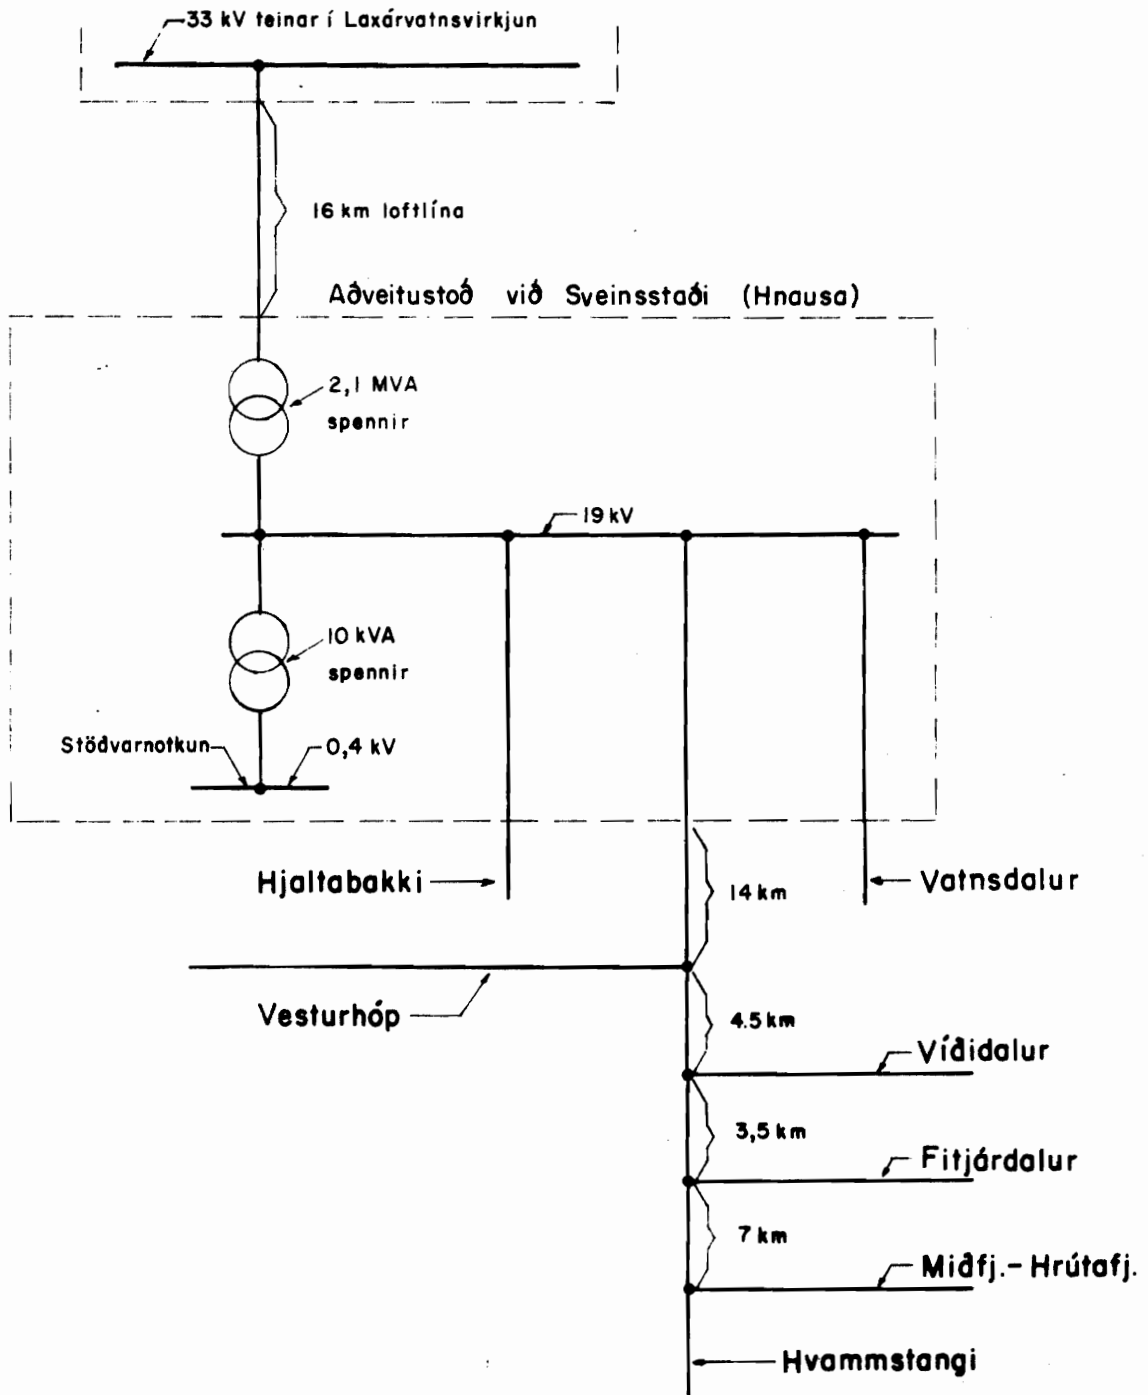 33 kV teinar í Laxárvatnsvirkjun
16 km loftlína
Aðveitustoð við Sveinsstaði (Hnausa)
2,1 MVA
spennir
19 kV
10 kVA
spennir
Stöðvarnotkun
0,4 kV
Hjaltabakki
14 km
Vatnsdalur
Vesturhóp
4.5 km
Víðidalur
3,5 km
Fitjárdalur
7 km
Miðfj.- Hrútafj.
Hvammstangi